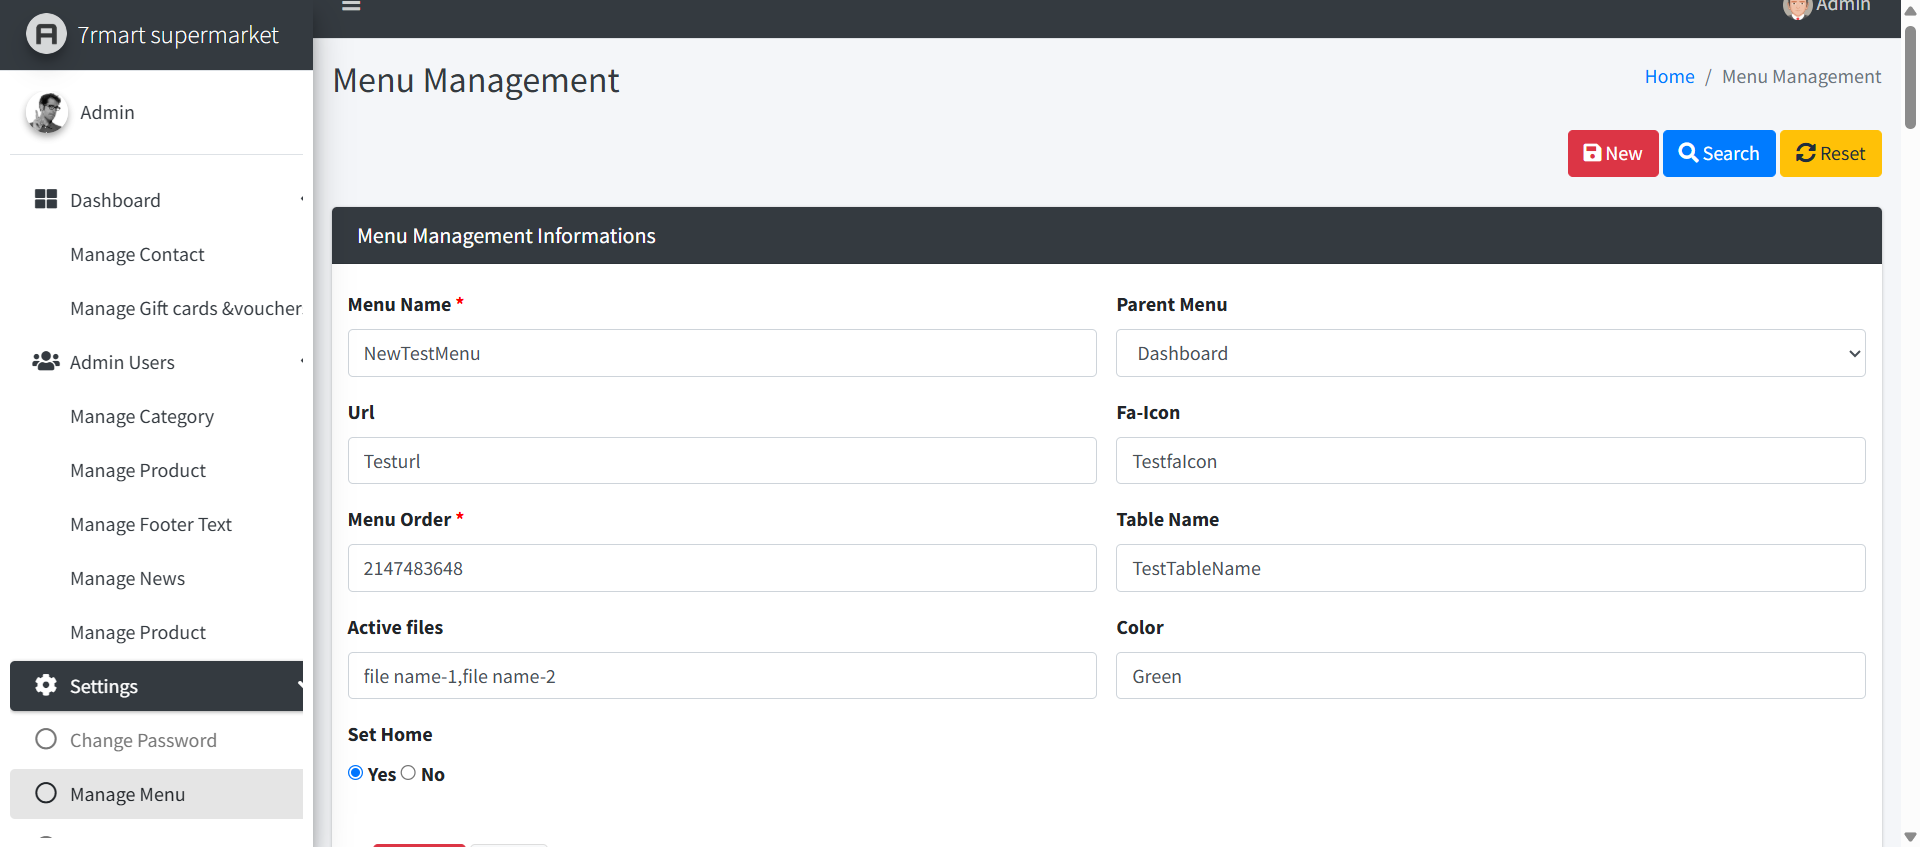 7rmart supermarket
Admin
Admin
Menu Management
Home / Menu Management
New
Search
Reset
Dashboard
Manage Contact
Manage Gift cards &voucher
Admin Users
Manage Category
Manage Product
Manage Footer Text
Manage News
Manage Product
Settings
Change Password
Manage Menu
Menu Management Informations
Menu Name *
NewTestMenu
Parent Menu
Dashboard
Url
Testurl
Fa-Icon
TestfaIcon
Menu Order *
2147483648
Table Name
TestTableName
Active files
file name-1,file name-2
Color
Green
Set Home
Yes No